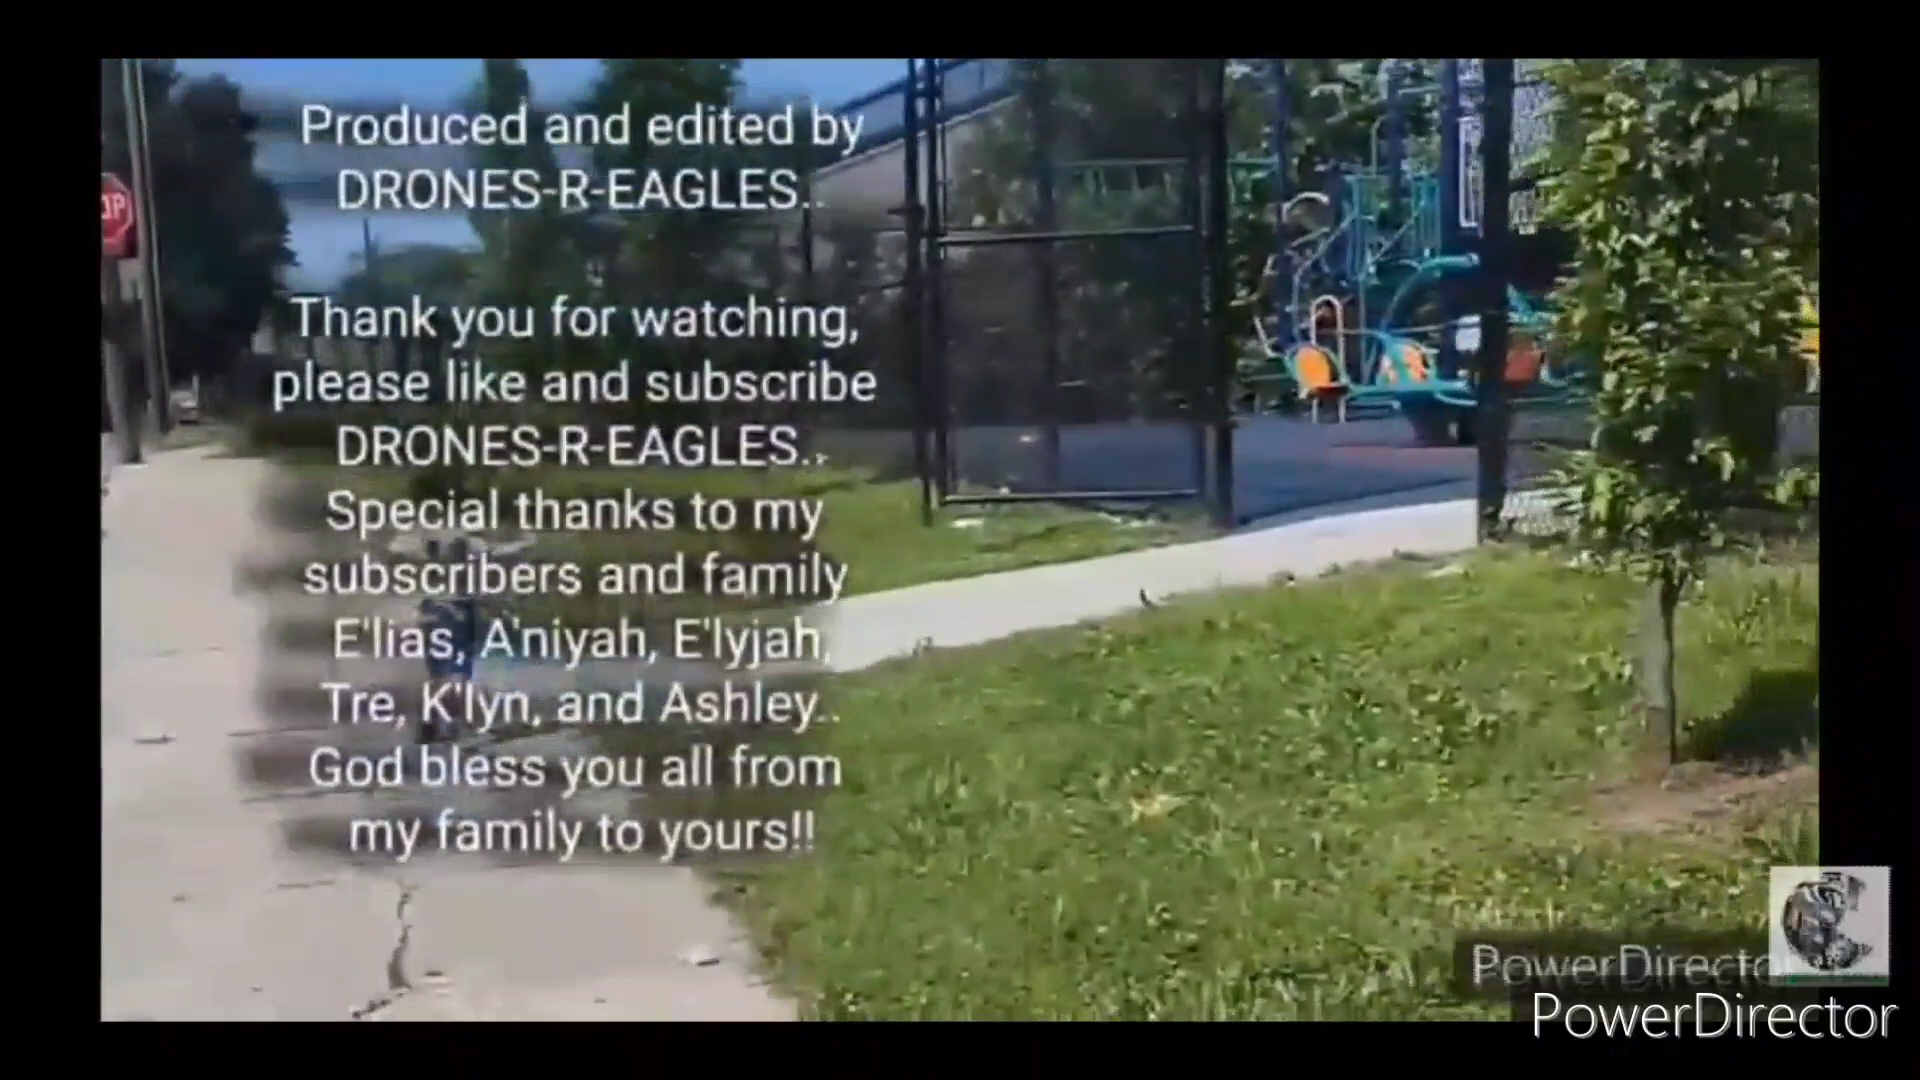 Produced and edited by
DRONES-R-EAGLES..
Thank you for watching,
please like and subscribe
DRONES-R-EAGLES..
Special thanks to my
subscribers and family
E'lias, A'niyah, E'lyjah,
Tre, K'lyn, and Ashley..
God bless you all from
my family to yours!!
OP
PowerDirecto
PowerDirector